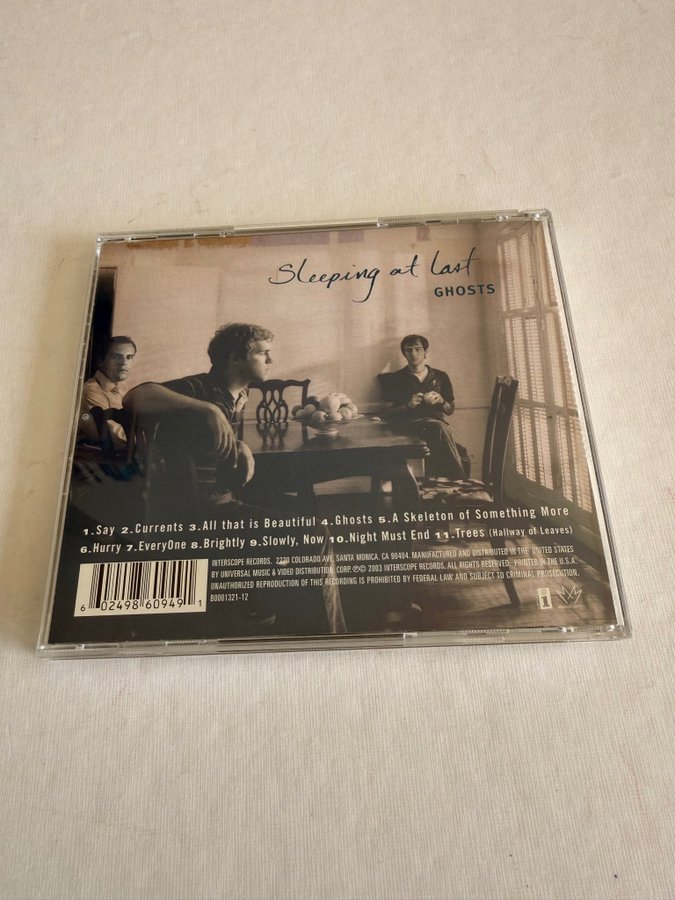 Sleeping at Last
GHOSTS
1.Say 2.Currents 3.All that is Beautiful 4.Ghosts 5.A Skeleton of Something More
6.Hurry 7.EveryOne 8.Brightly 9.Slowly, Now 10.Night Must End 11.Trees (Hallway of Leaves)
INTERSCOPE RECORDS. 2220 COLORADO AVE, SANTA MONICA, CA 90404. MANUFACTURED AND DISTRIBUTED IN THE UNITED STATES
BY UNIVERSAL MUSIC & VIDEO DISTRIBUTION, CORP. ℗© 2003 INTERSCOPE RECORDS. ALL RIGHTS RESERVED. PRINTED IN THE U.S.A.
UNAUTHORIZED REPRODUCTION OF THIS RECORDING IS PROHIBITED BY FEDERAL LAW AND SUBJECT TO CRIMINAL PROSECUTION.
B0001321-12
6 02498 60949 1